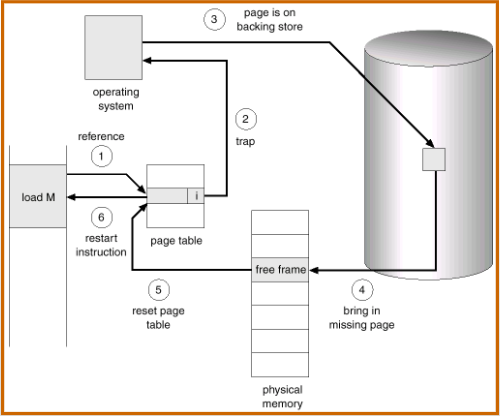 3
page is on
backing store
operating
system
reference
1
2
trap
load M
i
6
restart
instruction
page table
free frame
5
reset page
table
4
bring in
missing page
physical
memory